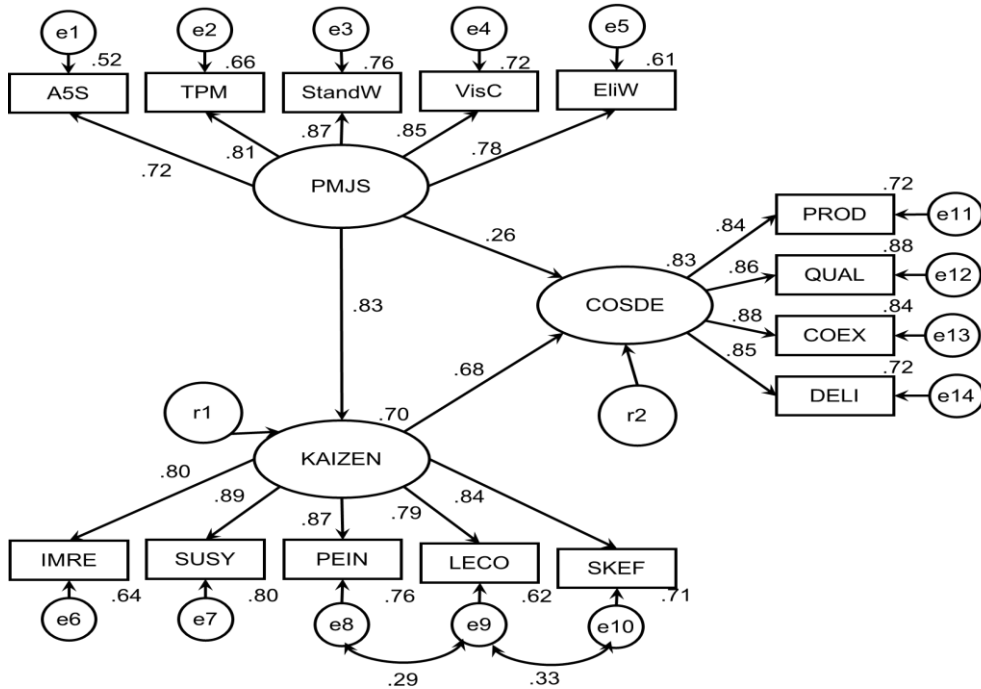 e1 e2 e3 e4 e5
.52 .66 .76 .72 .61
A5S TPM StandW VisC EliW
.72 .81 .87 .85 .78
PMJS
.72
PROD e11
.26 .84
.83 .88
.86 QUAL e12
COSDE .84
.83 .88 COEX e13
.85 .72
.68 DELI e14
r1 .70 r2
KAIZEN
.80 .89 .87 .79 .84
IMRE SUSY PEIN LECO SKEF
.64 .80 .76 .62 .71
e6 e7 e8 e9 e10
.29 .33